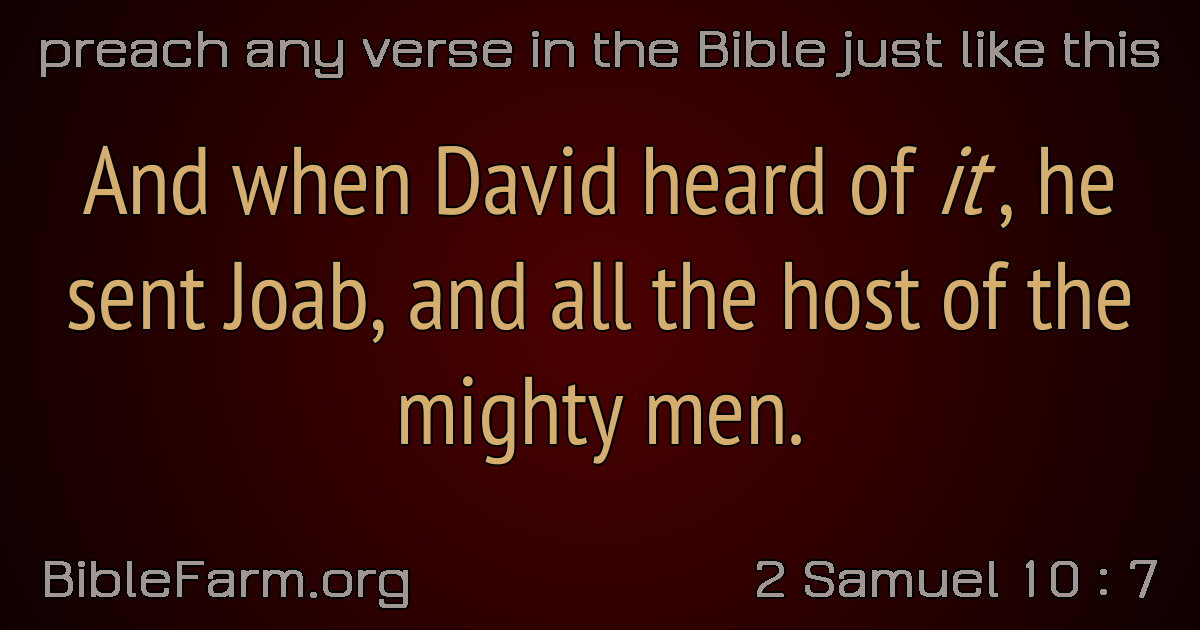 preach any verse in the Bible just like this
And when David heard of it, he
sent Joab, and all the host of the
mighty men.
BibleFarm.org
2 Samuel 10 : 7